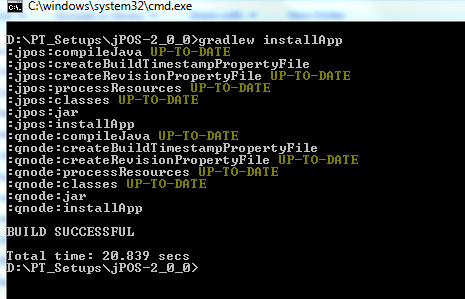 C:\windows\system32\cmd.exe
D:\PT_Setups\jPOS-2_0_0>gradlew installApp
:jpos:compileJava UP-TO-DATE
:jpos:createBuildTimestampPropertyFile
:jpos:createRevisionPropertyFile UP-TO-DATE
:jpos:processResources UP-TO-DATE
:jpos:classes UP-TO-DATE
:jpos:jar
:jpos:installApp
:qnode:compileJava UP-TO-DATE
:qnode:createBuildTimestampPropertyFile
:qnode:createRevisionPropertyFile UP-TO-DATE
:qnode:processResources UP-TO-DATE
:qnode:classes UP-TO-DATE
:qnode:jar
:qnode:installApp
BUILD SUCCESSFUL
Total time: 20.839 secs
D:\PT_Setups\jPOS-2_0_0>